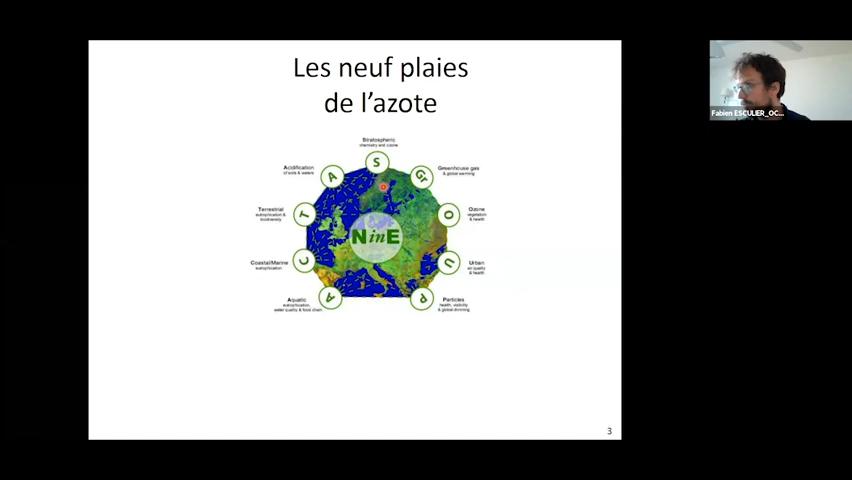 Les neuf plaies
de l’azote
Stratospheric
chemistry and ozone
S
Acidification
of soils & waters
A
Greenhouse gas
& global warming
Gr
Terrestrial
eutrophication &
biodiversity
T
Ozone
vegetation
& health
O
NinE
Coastal/Marine
eutrophication
C
Urban
air quality
& health
U
Aquatic
eutrophication,
water quality & food chain
A
Particles
health, visibility
& global dimming
P
3
Fabien ESCULIER_OC...